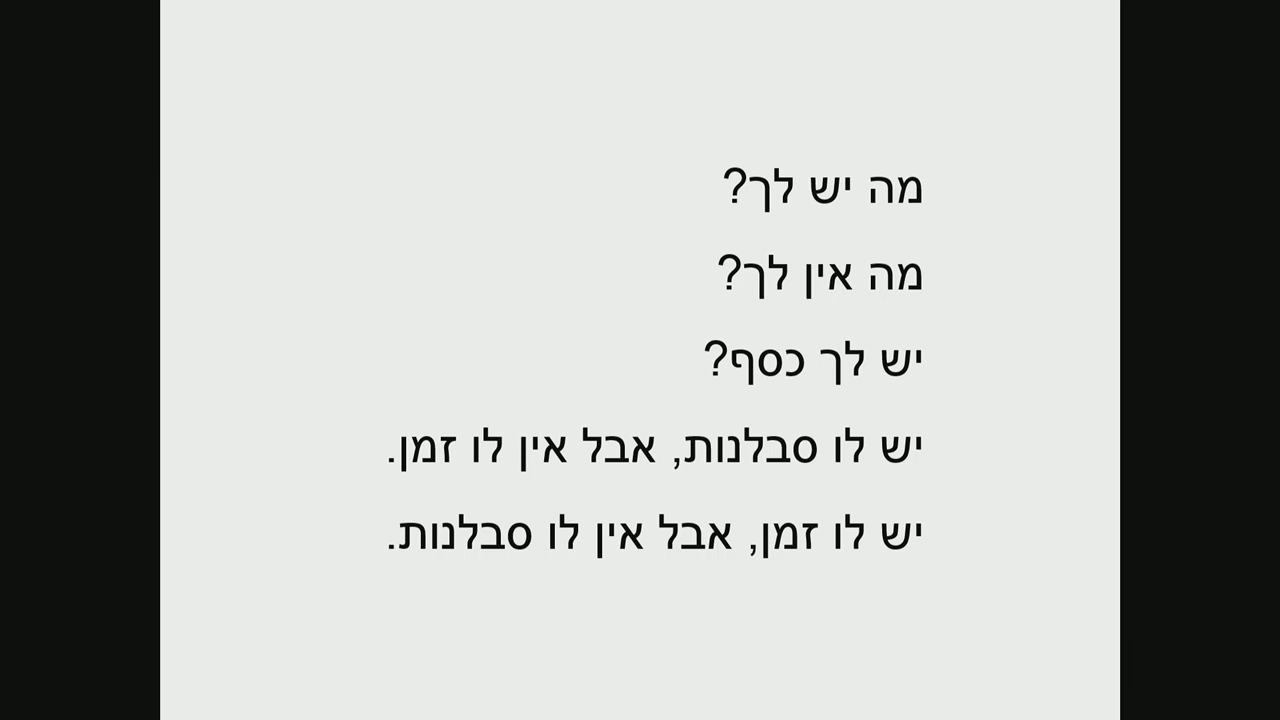 מה יש לך?
מה אין לך?
יש לך כסף?
יש לו סבלנות, אבל אין לו זמן.
יש לו זמן, אבל אין לו סבלנות.